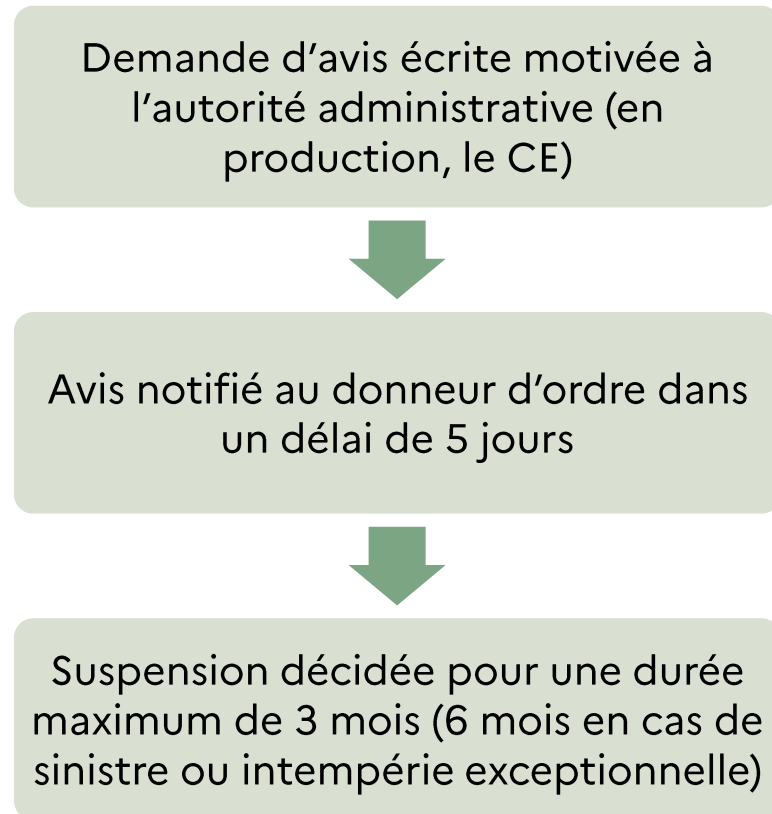 Demande d’avis écrite motivée à
l’autorité administrative (en
production, le CE)
Avis notifié au donneur d’ordre dans
un délai de 5 jours
Suspension décidée pour une durée
maximum de 3 mois (6 mois en cas de
sinistre ou intempérie exceptionnelle)